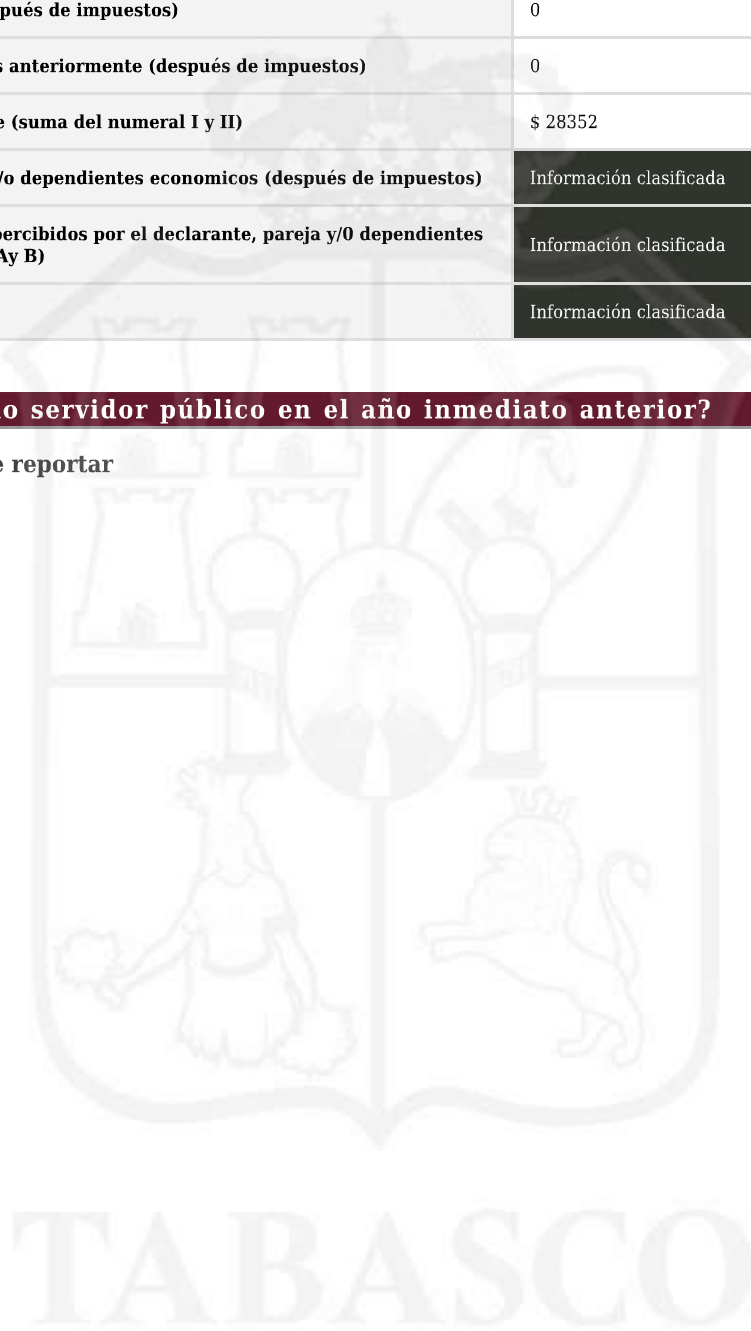 pués de impuestos)
0
s anteriormente (después de impuestos)
0
e (suma del numeral I y II)
$ 28352
/o dependientes economicos (después de impuestos)
Información clasificada
percibidos por el declarante, pareja y/0 dependientes
Ay B)
Información clasificada
Información clasificada
o servidor público en el año inmediato anterior?
e reportar
TABASCO